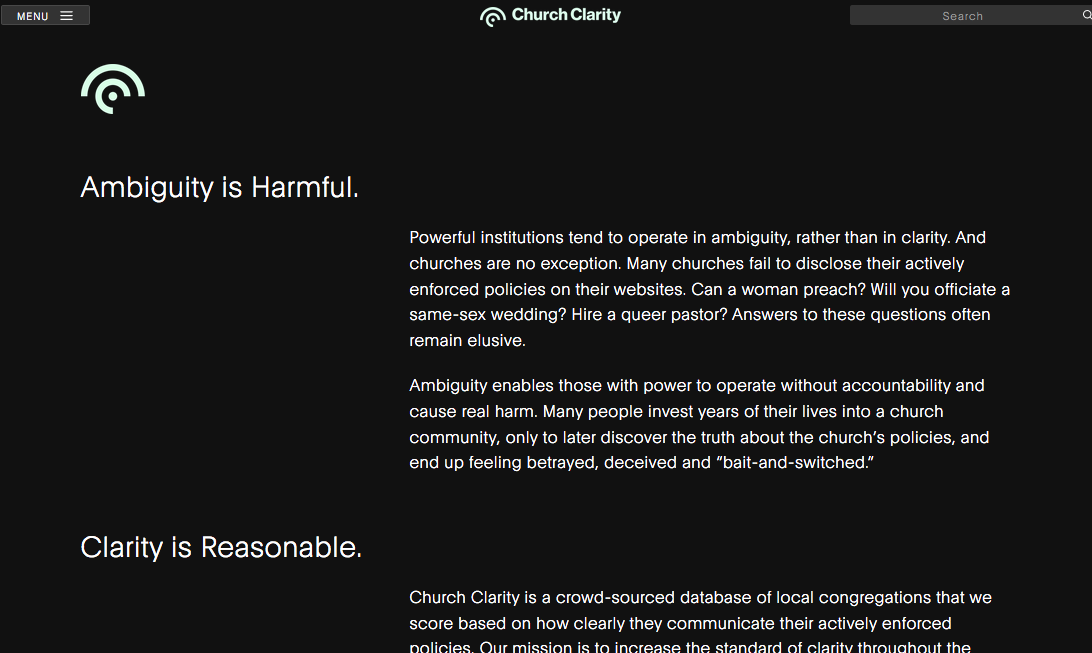 MENU
Church Clarity
Search
Ambiguity is Harmful.
Powerful institutions tend to operate in ambiguity, rather than in clarity. And
churches are no exception. Many churches fail to disclose their actively
enforced policies on their websites. Can a woman preach? Will you officiate a
same-sex wedding? Hire a queer pastor? Answers to these questions often
remain elusive.
Ambiguity enables those with power to operate without accountability and
cause real harm. Many people invest years of their lives into a church
community, only to later discover the truth about the church’s policies, and
end up feeling betrayed, deceived and “bait-and-switched.”
Clarity is Reasonable.
Church Clarity is a crowd-sourced database of local congregations that we
score based on how clearly they communicate their actively enforced
policies. Our mission is to increase the standard of clarity throughout the